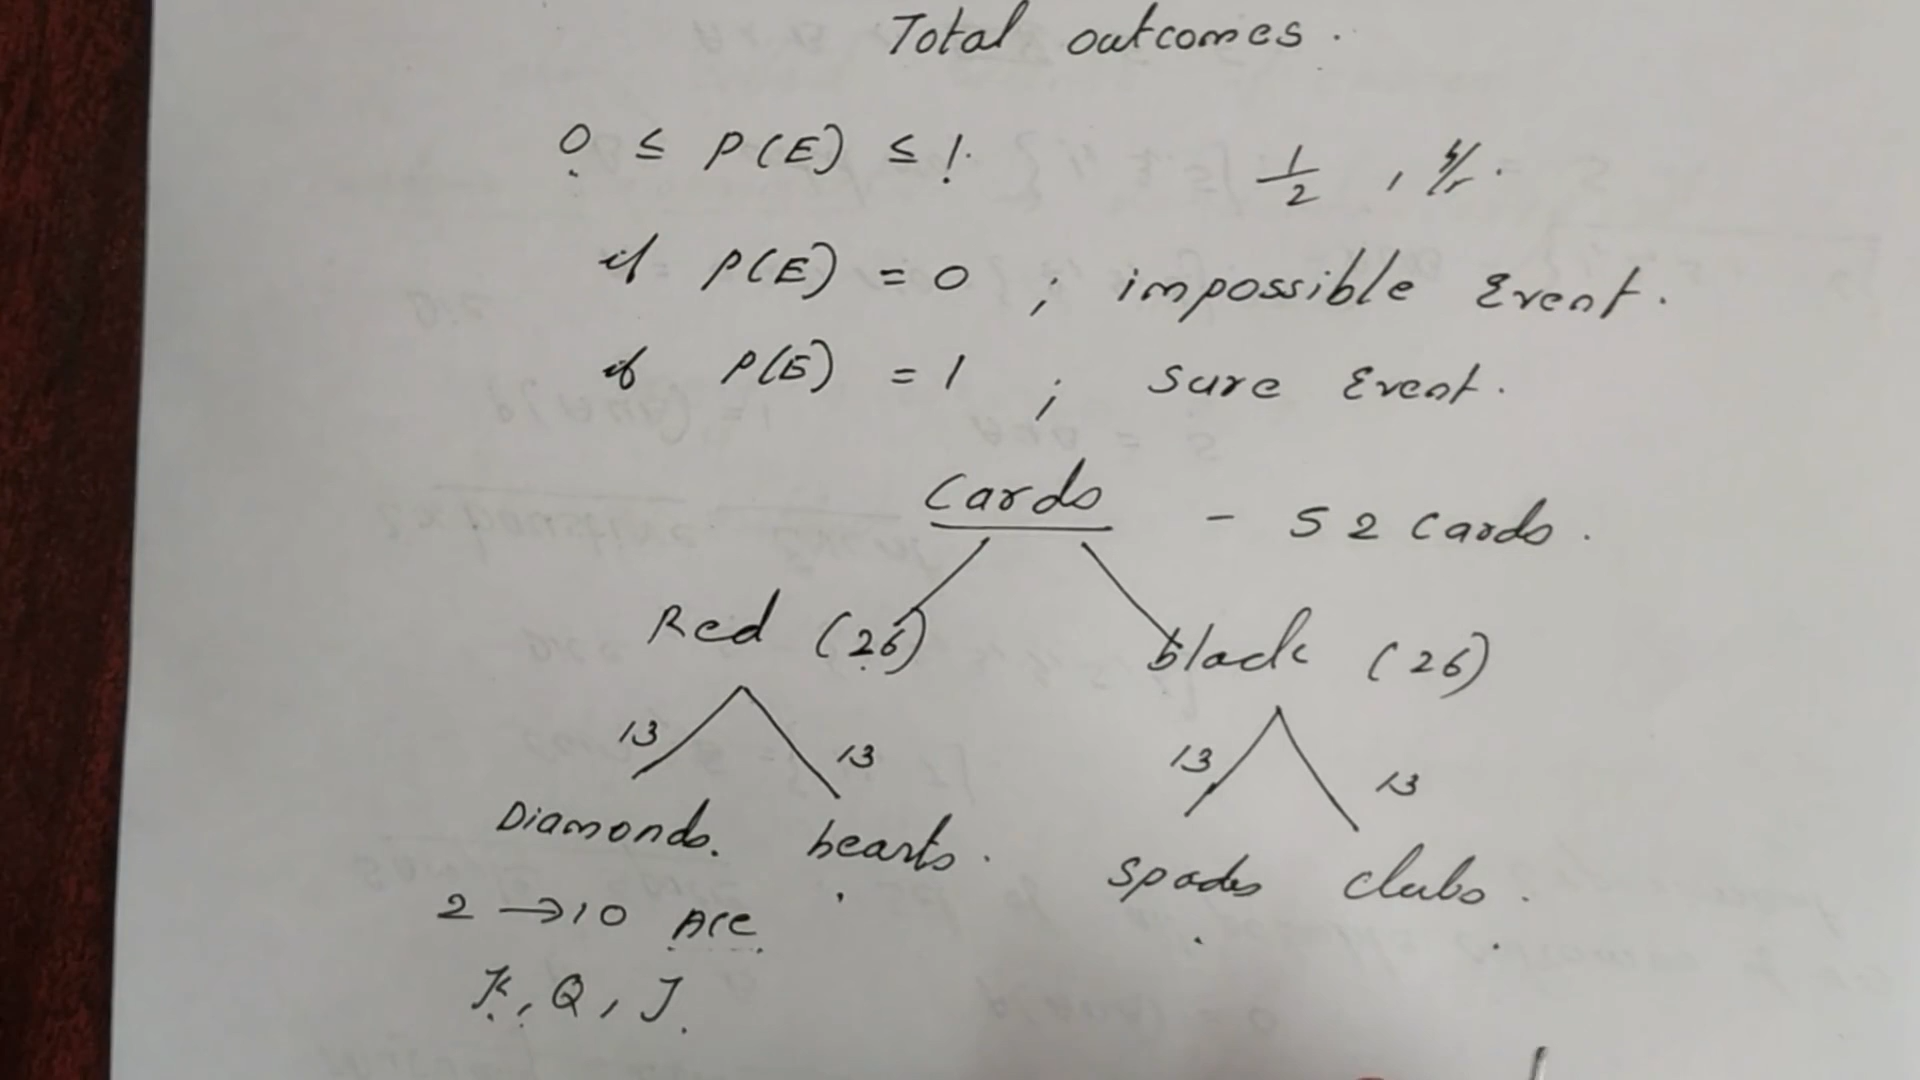 Total outcomes.
0 ≤ P(E) ≤ 1. 1/2 ,
if P(E) = 0 ; impossible Event.
if P(E) = 1 ; sure Event.
Cards - 52 Cards.
Red (26) black (26)
13 13 13 13
Diamonds. hearts. spades clubs.
2 → 10 Ace
K, Q, J.